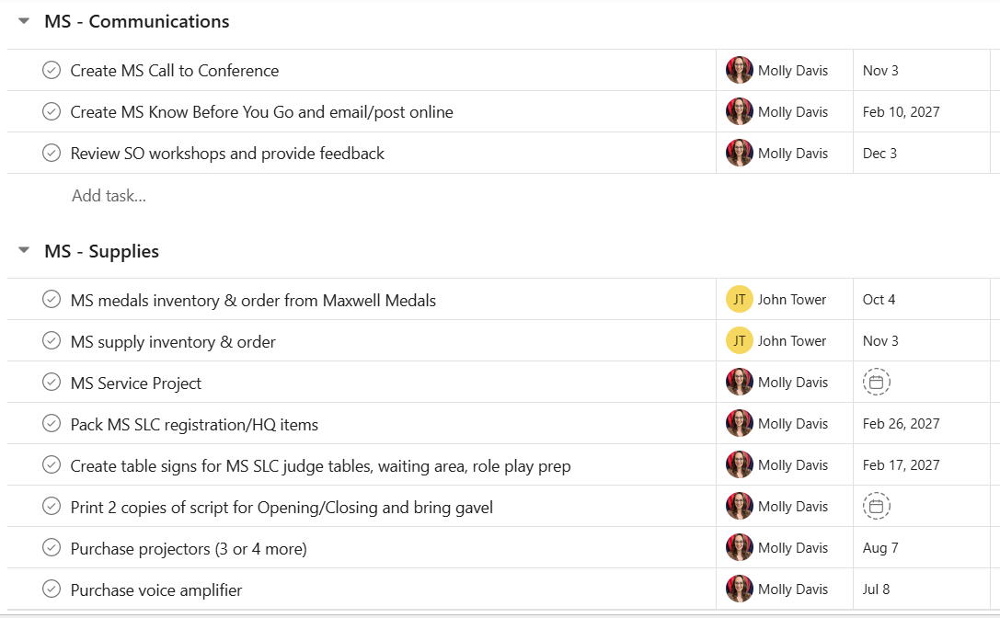 MS - Communications
Create MS Call to Conference Molly Davis Nov 3
Create MS Know Before You Go and email/post online Molly Davis Feb 10, 2027
Review SO workshops and provide feedback Molly Davis Dec 3
Add task...
MS - Supplies
MS medals inventory & order from Maxwell Medals JT John Tower Oct 4
MS supply inventory & order JT John Tower Nov 3
MS Service Project Molly Davis
Pack MS SLC registration/HQ items Molly Davis Feb 26, 2027
Create table signs for MS SLC judge tables, waiting area, role play prep Molly Davis Feb 17, 2027
Print 2 copies of script for Opening/Closing and bring gavel Molly Davis
Purchase projectors (3 or 4 more) Molly Davis Aug 7
Purchase voice amplifier Molly Davis Jul 8